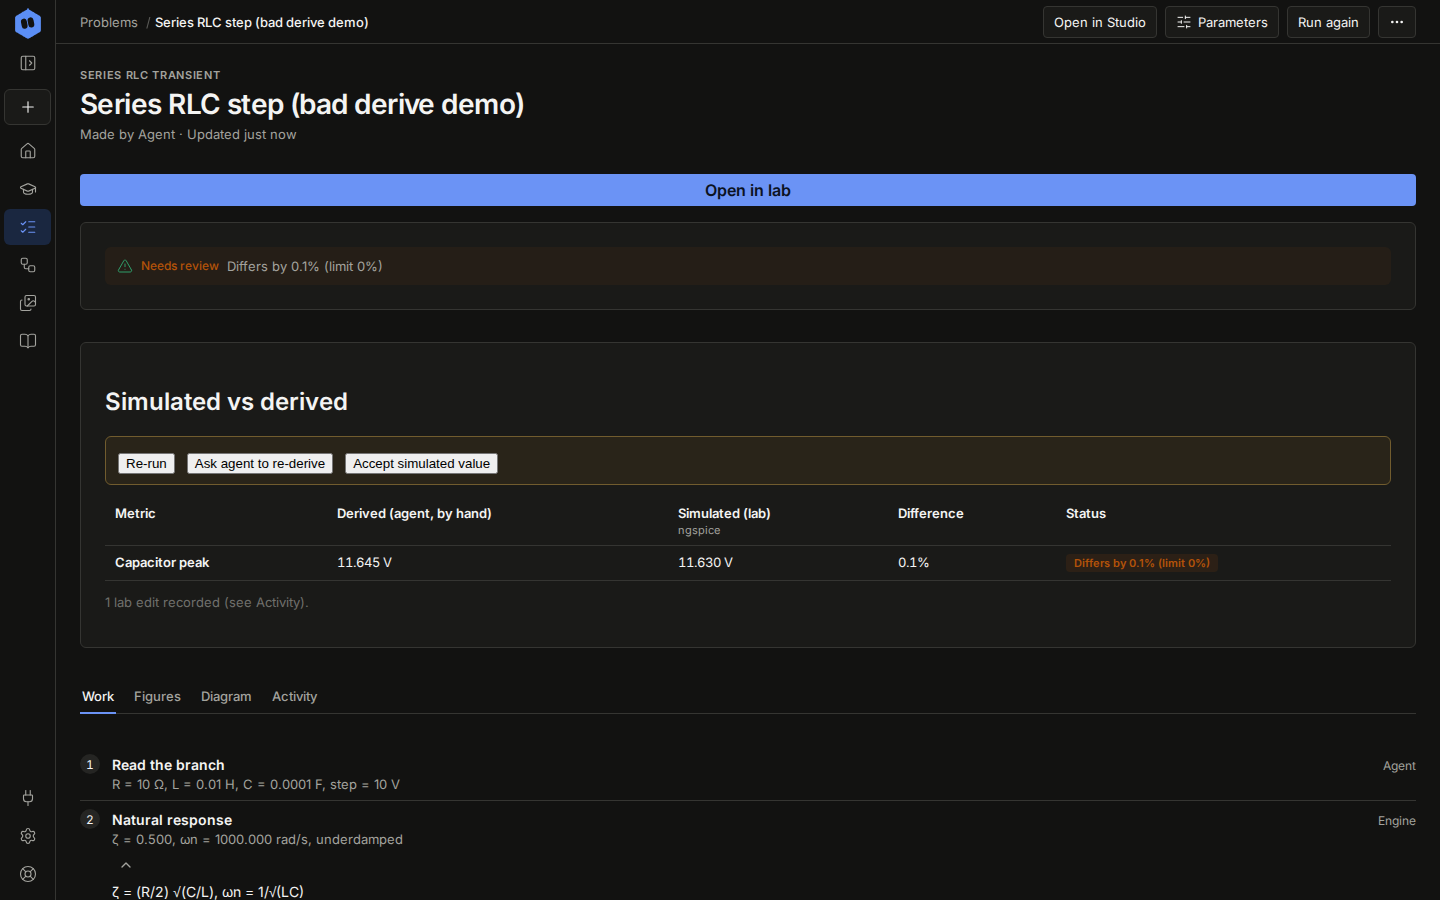 Problems / Series RLC step (bad derive demo)
Open in Studio
Parameters
Run again
SERIES RLC TRANSIENT
Series RLC step (bad derive demo)
Made by Agent · Updated just now
Open in lab
Needs review Differs by 0.1% (limit 0%)
Simulated vs derived
Re-run
Ask agent to re-derive
Accept simulated value
Metric Derived (agent, by hand) Simulated (lab) Difference Status
ngspice
Capacitor peak 11.645 V 11.630 V 0.1% Differs by 0.1% (limit 0%)
1 lab edit recorded (see Activity).
Work Figures Diagram Activity
1 Read the branch Agent
R = 10 Ω, L = 0.01 H, C = 0.0001 F, step = 10 V
2 Natural response Engine
ζ = 0.500, ωn = 1000.000 rad/s, underdamped
ζ = (R/2) √(C/L), ωn = 1/√(LC)